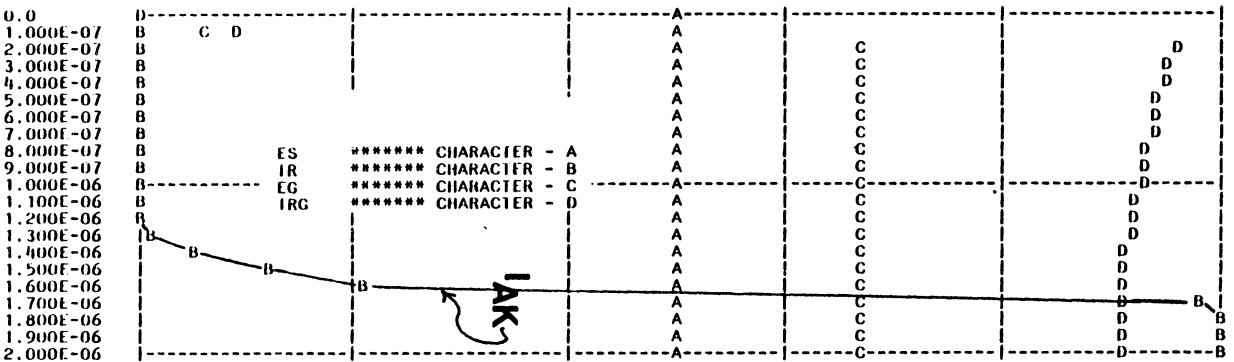 0.0 D---------------------|----------------------|-----------A-----------|----------------------|----------------------|
1.000E-07 B C D A
2.000E-07 B A C D
3.000E-07 B A C D
4.000E-07 B A C D
5.000E-07 B A C D
6.000E-07 B A C D
7.000E-07 B A C D
8.000E-07 B ES ******* CHARACTER - A A C D
9.000E-07 B IR ******* CHARACTER - B A C D
1.000E-06 B------------ EG ******* CHARACTER - C ---------A--------------------C-----------------------------D--------
1.100E-06 B IRG ******* CHARACTER - D A C D
1.200E-06 B A C D
1.300E-06 B A C D
1.400E-06 B A C D
1.500E-06 B A C D
1.600E-06 B A C D
IAK
1.700E-06 A C D B
1.800E-06 A C D B
1.900E-06 A C D B
2.000E-06 |---------------------|----------------------|-----------A-----------|-------C--------------|------------D---------B